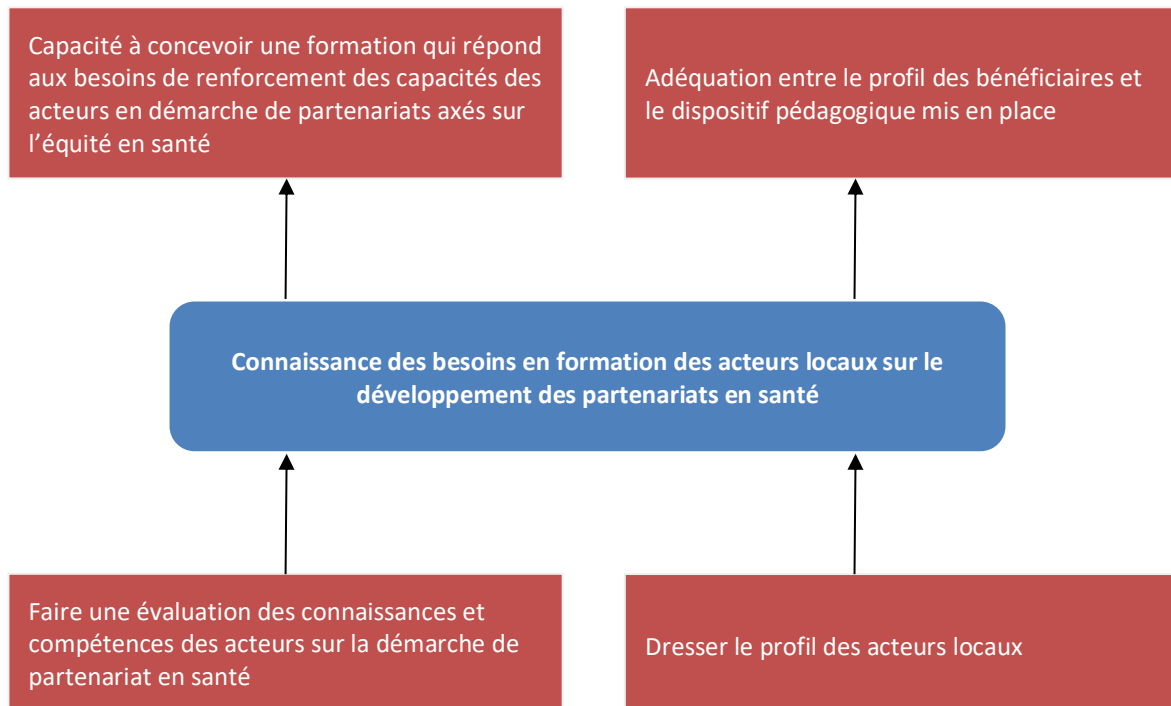 Capacité à concevoir une formation qui répond
aux besoins de renforcement des capacités des
acteurs en démarche de partenariats axés sur
l’équité en santé
Adéquation entre le profil des bénéficiaires et
le dispositif pédagogique mis en place
Connaissance des besoins en formation des acteurs locaux sur le
développement des partenariats en santé
Faire une évaluation des connaissances et
compétences des acteurs sur la démarche de
partenariat en santé
Dresser le profil des acteurs locaux